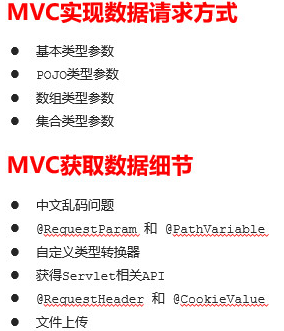 MVC实现数据请求方式
● 基本类型参数
● POJO类型参数
● 数组类型参数
● 集合类型参数
MVC获取数据细节
● 中文乱码问题
● @RequestParam 和 @PathVariable
● 自定义类型转换器
● 获得Servlet相关API
● @RequestHeader 和 @CookieValue
● 文件上传